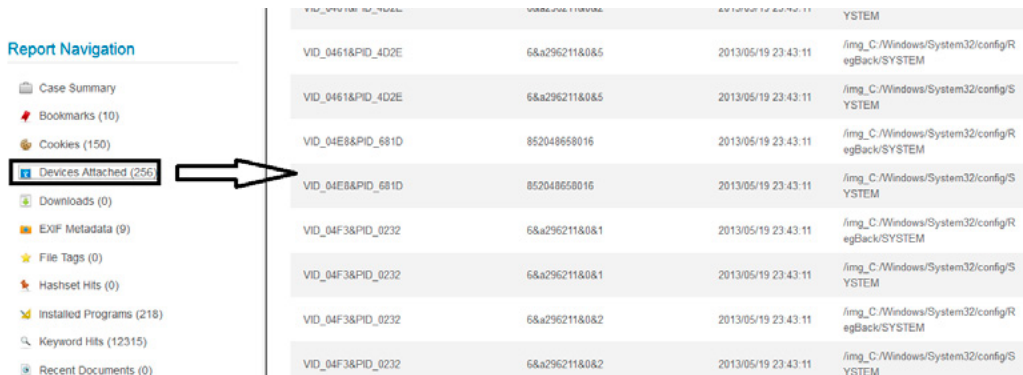 YSTEM
Report Navigation
VID_0461&PID_4D2E 6&a296211&0&5 2013/05/19 23:43:11 /img_C:/Windows/System32/config/R
egBack/SYSTEM
Case Summary
VID_0461&PID_4D2E 6&a296211&0&5 2013/05/19 23:43:11 /img_C:/Windows/System32/config/S
YSTEM
Bookmarks (10)
Cookies (150)
VID_04E8&PID_681D 852048658016 2013/05/19 23:43:11 /img_C:/Windows/System32/config/R
egBack/SYSTEM
Devices Attached (256)
VID_04E8&PID_681D 852048658016 2013/05/19 23:43:11 /img_C:/Windows/System32/config/S
YSTEM
Downloads (0)
EXIF Metadata (9)
VID_04F3&PID_0232 6&a296211&0&1 2013/05/19 23:43:11 /img_C:/Windows/System32/config/R
egBack/SYSTEM
File Tags (0)
VID_04F3&PID_0232 6&a296211&0&1 2013/05/19 23:43:11 /img_C:/Windows/System32/config/S
YSTEM
Hashset Hits (0)
Installed Programs (218)
VID_04F3&PID_0232 6&a296211&0&2 2013/05/19 23:43:11 /img_C:/Windows/System32/config/R
egBack/SYSTEM
Keyword Hits (12315)
VID_04F3&PID_0232 6&a296211&0&2 2013/05/19 23:43:11 /img_C:/Windows/System32/config/S
YSTEM
Recent Documents (0)